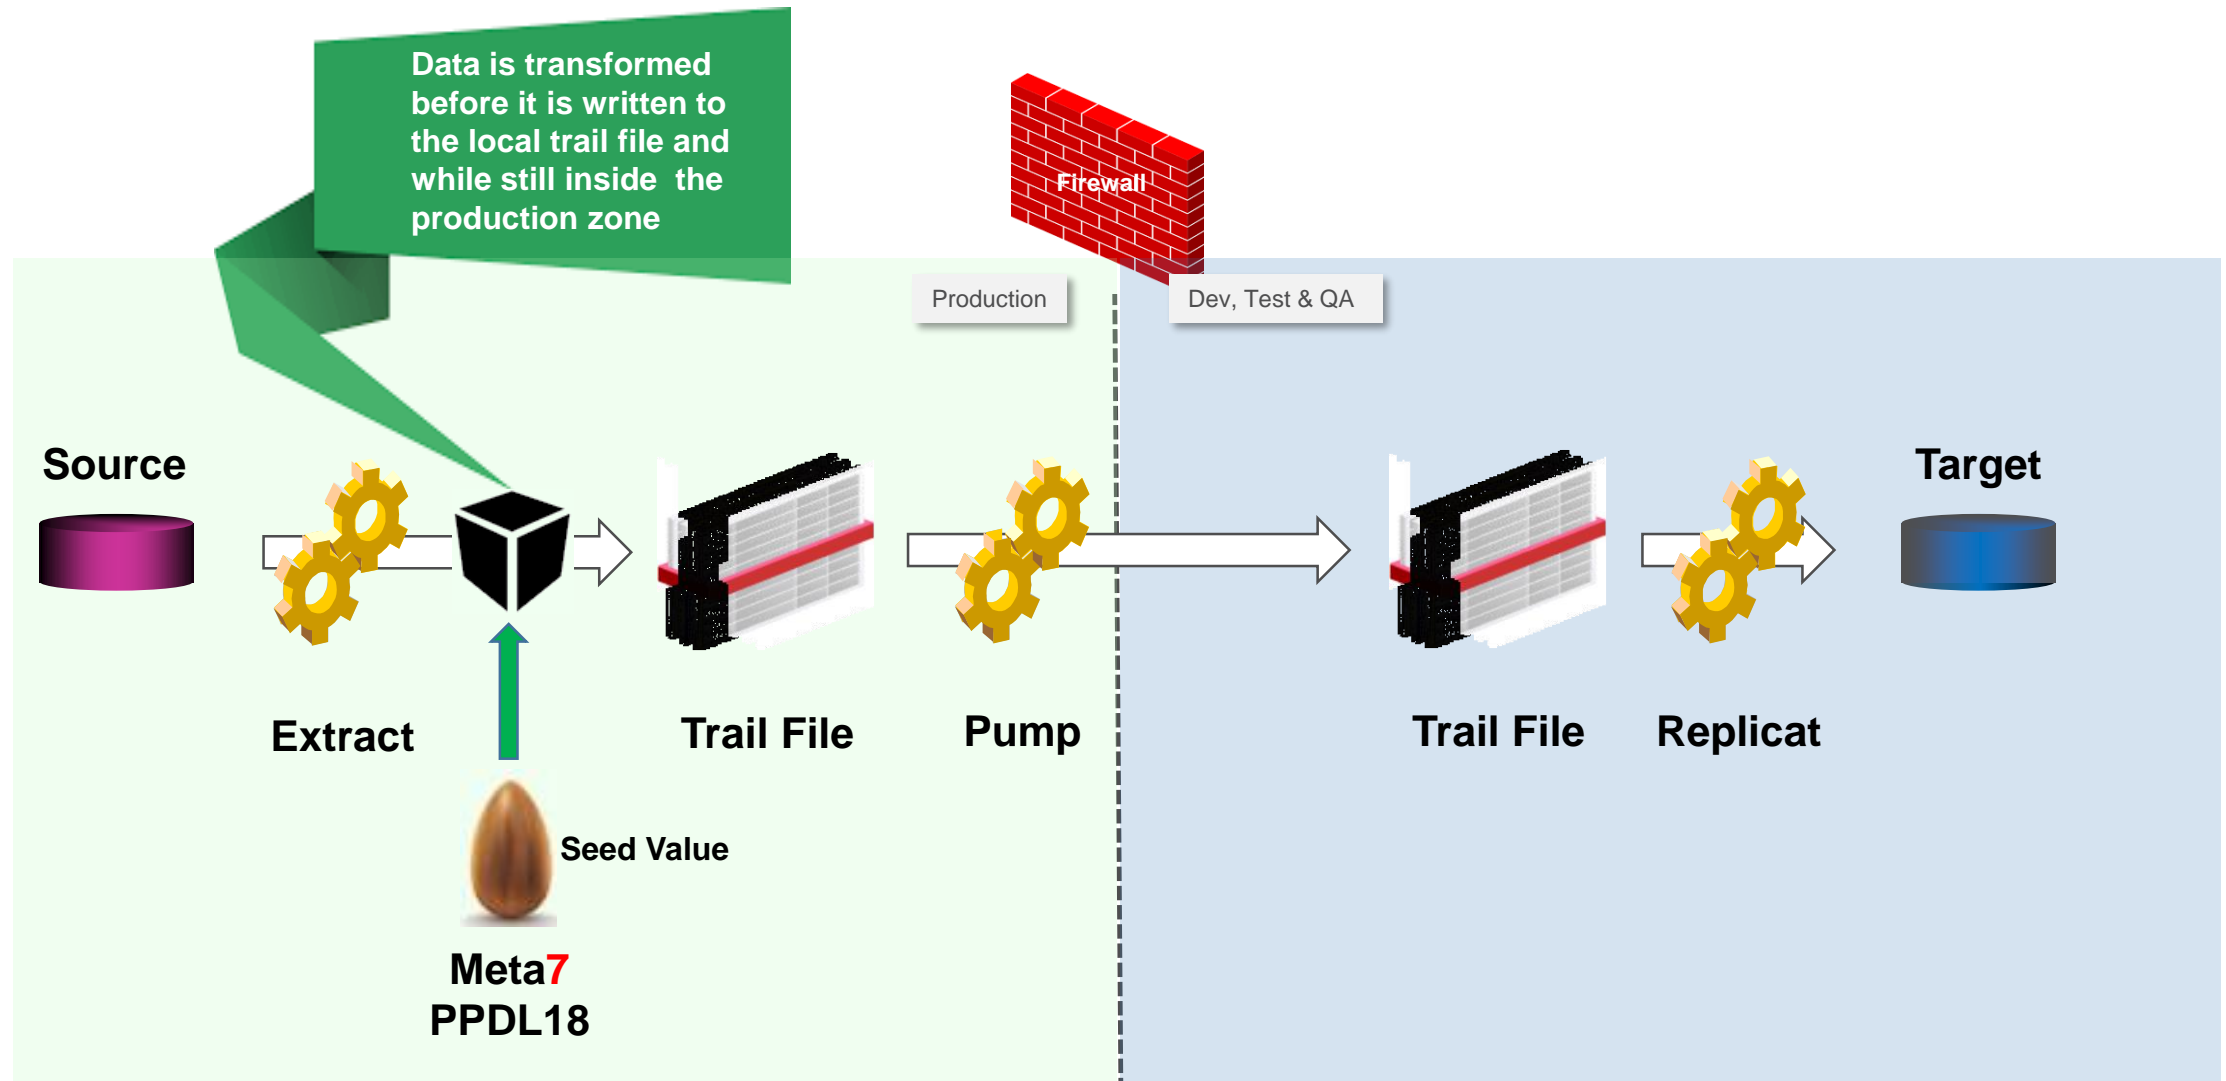 Data is transformed
before it is written to
the local trail file and
while still inside the
production zone
Firewall
Production
Dev, Test & QA
Source
Target
Extract
Trail File
Pump
Trail File
Replicat
Seed Value
Meta7
PPDL18